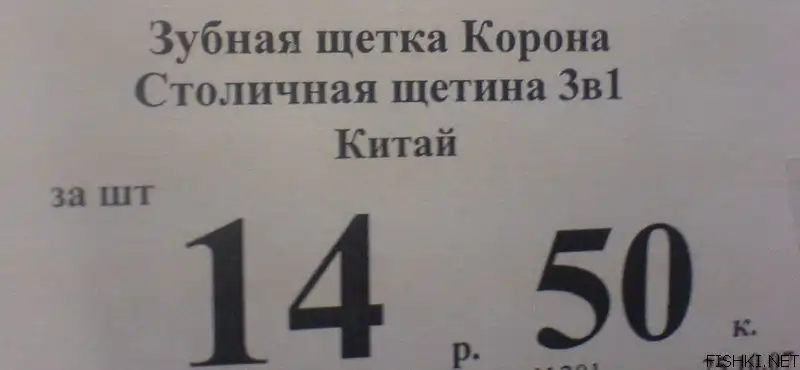 Зубная щетка Корона
Столичная щетина 3в1
Китай
за шт
14 р. 50 к.
FISHKI.NET